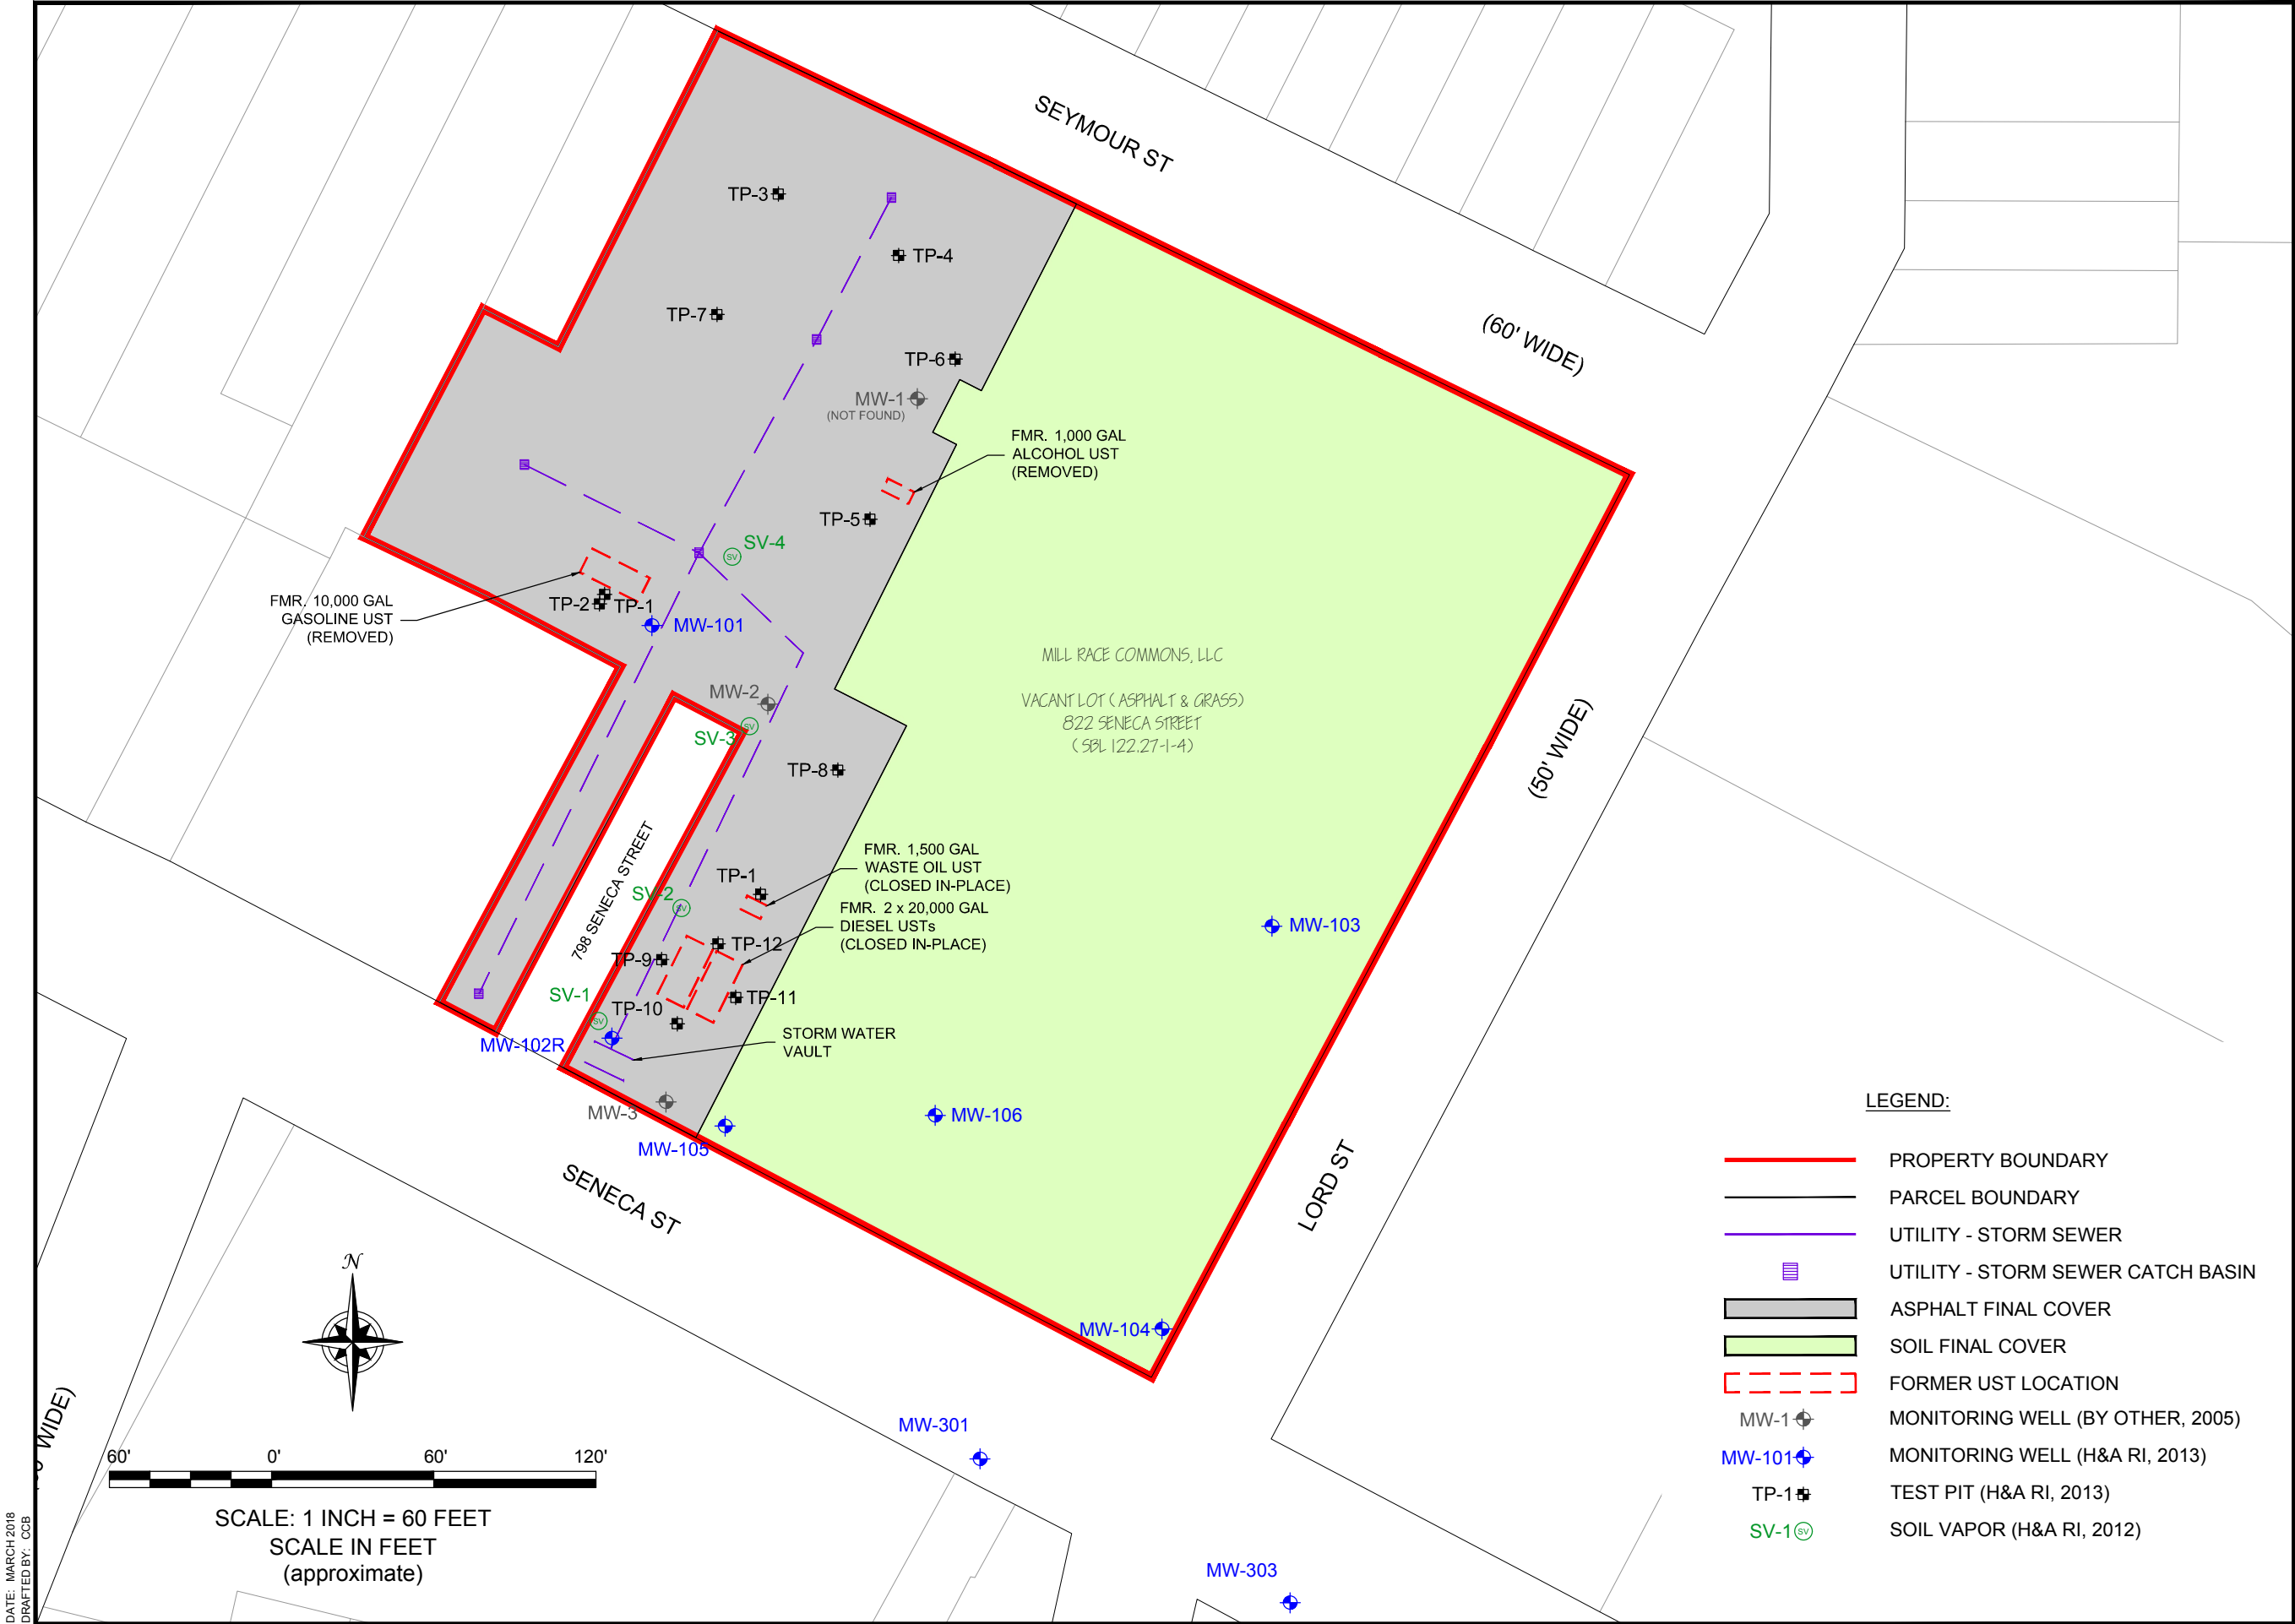 SEYMOUR ST
(60' WIDE)
TP-3
TP-4
TP-7
TP-6
MW-1
(NOT FOUND)
FMR. 1,000 GAL
ALCOHOL UST
(REMOVED)
TP-5
SV-4
SV
FMR. 10,000 GAL
GASOLINE UST
(REMOVED)
TP-2
TP-1
MW-101
MILL RACE COMMONS, LLC
VACANT LOT (ASPHALT & GRASS)
822 SENECA STREET
(SBL 122.27-1-4)
MW-2
SV-3
SV
TP-8
(50' WIDE)
798 SENECA STREET
FMR. 1,500 GAL
WASTE OIL UST
(CLOSED IN-PLACE)
TP-1
SV-2
SV
FMR. 2 x 20,000 GAL
DIESEL USTs
(CLOSED IN-PLACE)
MW-103
TP-12
TP-9
SV-1
SV
TP-11
TP-10
STORM WATER
VAULT
MW-102R
MW-3
MW-105
MW-106
SENECA ST
LORD ST
MW-104
MW-301
MW-303
N
WIDE)
60' 0' 60' 120'
SCALE: 1 INCH = 60 FEET
SCALE IN FEET
(approximate)
DATE: MARCH 2018
DRAFTED BY: CCB
LEGEND:
PROPERTY BOUNDARY
PARCEL BOUNDARY
UTILITY - STORM SEWER
UTILITY - STORM SEWER CATCH BASIN
ASPHALT FINAL COVER
SOIL FINAL COVER
FORMER UST LOCATION
MW-1 MONITORING WELL (BY OTHER, 2005)
MW-101 MONITORING WELL (H&A RI, 2013)
TP-1 TEST PIT (H&A RI, 2013)
SV-1 SV SOIL VAPOR (H&A RI, 2012)